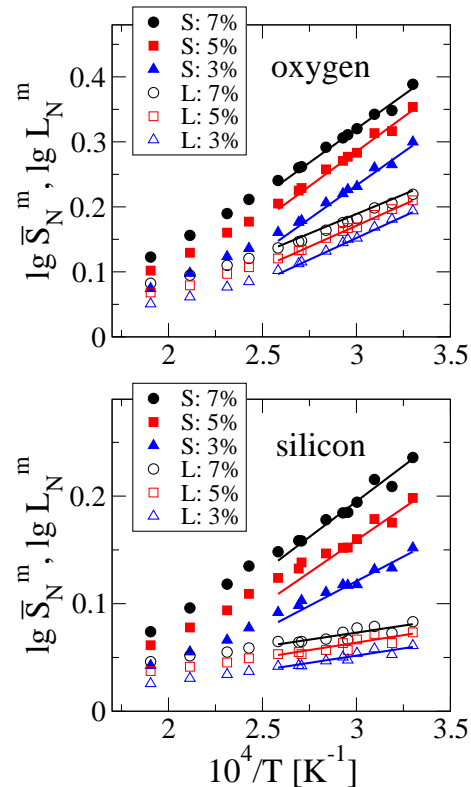 S: 7%
S: 5%
S: 3%
L: 7%
L: 5%
L: 3%
oxygen
0.4
0.3
0.2
0.1
0
lg S̅_N^m, lg L_N^m
2
2.5
3
3.5
S: 7%
S: 5%
S: 3%
L: 7%
L: 5%
L: 3%
silicon
0.2
0.1
0
lg S̅_N^m, lg L_N^m
2
2.5
3
3.5
10^4/T [K^-1]